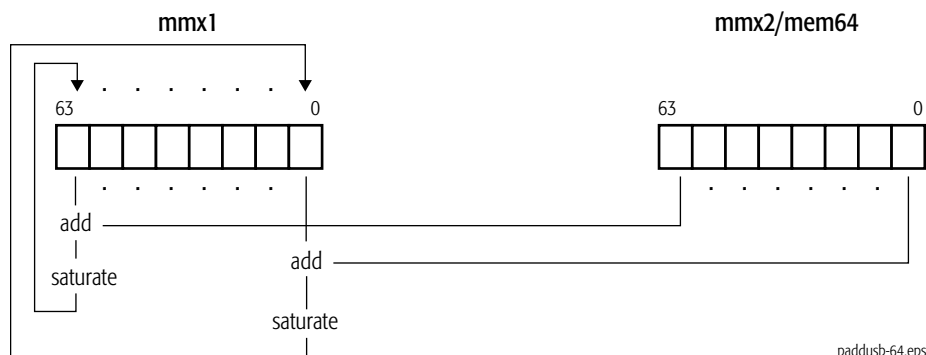 mmx1 mmx2/mem64
. . . . . .
63 0 63 0
. . . . . . . . . . . .
add
add
saturate
saturate
paddusb-64.eps